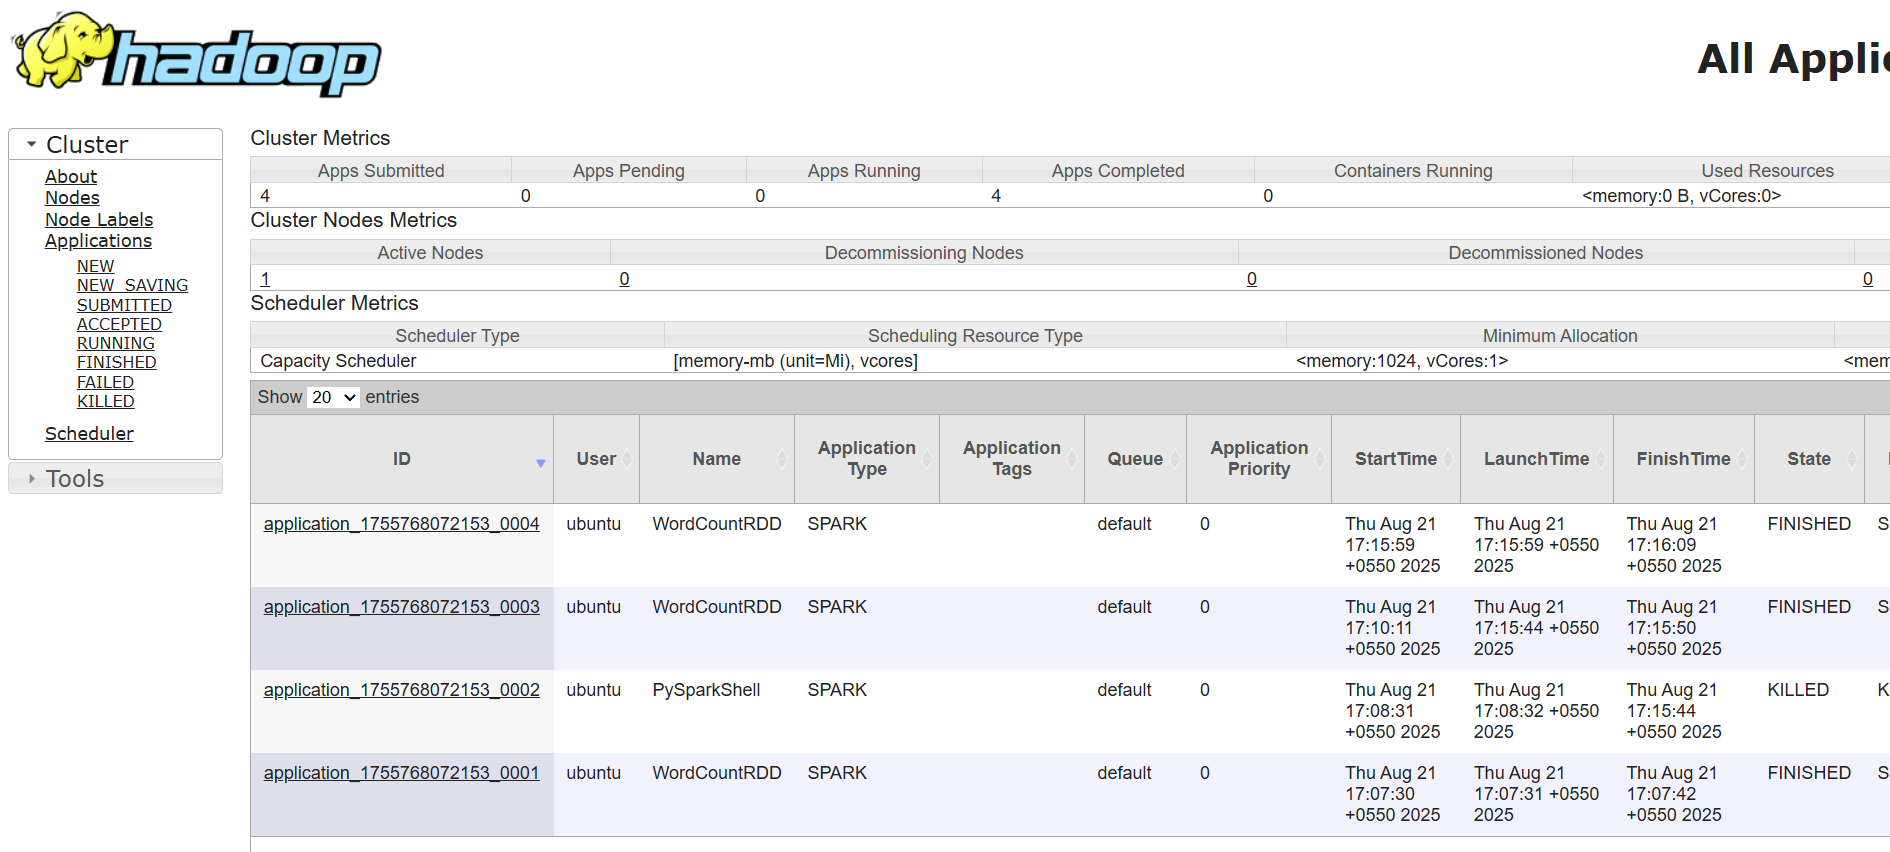 hadoop
All Applic
Cluster
About
Nodes
Node Labels
Applications
NEW
NEW_SAVING
SUBMITTED
ACCEPTED
RUNNING
FINISHED
FAILED
KILLED
Scheduler
Tools
Cluster Metrics
Apps Submitted Apps Pending Apps Running Apps Completed Containers Running Used Resources
4 0 0 4 0 <memory:0 B, vCores:0>
Cluster Nodes Metrics
Active Nodes Decommissioning Nodes Decommissioned Nodes
1 0 0 0
Scheduler Metrics
Scheduler Type Scheduling Resource Type Minimum Allocation
Capacity Scheduler [memory-mb (unit=Mi), vcores] <memory:1024, vCores:1> <mem
Show 20 entries
ID User Name Application Type Application Tags Queue Application Priority StartTime LaunchTime FinishTime State
application_1755768072153_0004 ubuntu WordCountRDD SPARK default 0 Thu Aug 21 Thu Aug 21 Thu Aug 21 FINISHED S
17:15:59 17:15:59 +0550 17:16:09
+0550 2025 2025 +0550 2025
application_1755768072153_0003 ubuntu WordCountRDD SPARK default 0 Thu Aug 21 Thu Aug 21 Thu Aug 21 FINISHED S
17:10:11 17:15:44 +0550 17:15:50
+0550 2025 2025 +0550 2025
application_1755768072153_0002 ubuntu PySparkShell SPARK default 0 Thu Aug 21 Thu Aug 21 Thu Aug 21 KILLED K
17:08:31 17:08:32 +0550 17:15:44
+0550 2025 2025 +0550 2025
application_1755768072153_0001 ubuntu WordCountRDD SPARK default 0 Thu Aug 21 Thu Aug 21 Thu Aug 21 FINISHED S
17:07:30 17:07:31 +0550 17:07:42
+0550 2025 2025 +0550 2025